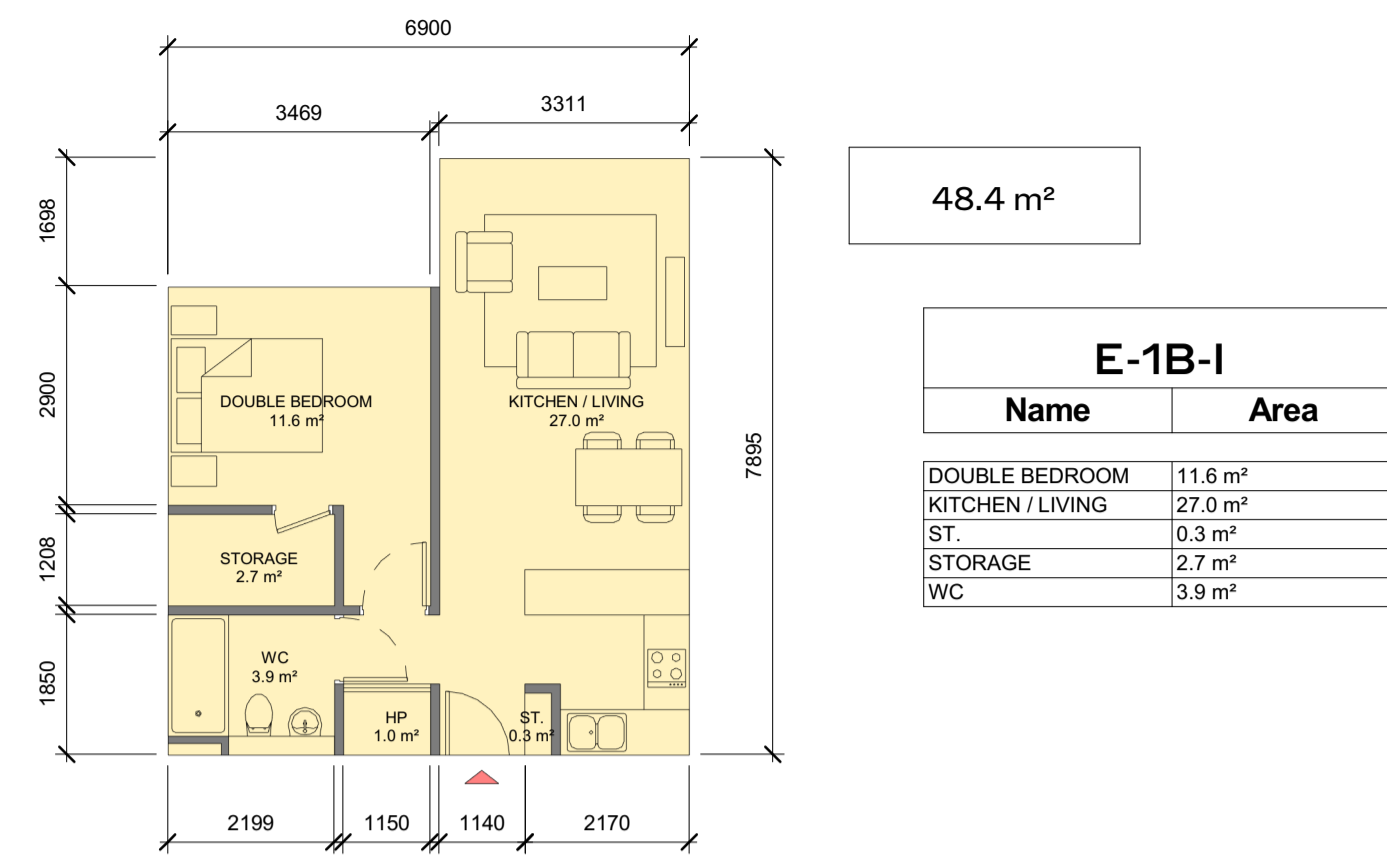 6900
3469
3311
1698
2900
1208
1850
7895
48.4 m²
DOUBLE BEDROOM
11.6 m²
KITCHEN / LIVING
27.0 m²
STORAGE
2.7 m²
WC
3.9 m²
HP
1.0 m²
ST.
0.3 m²
2199
1150
1140
2170
E-1B-I
Name Area
DOUBLE BEDROOM 11.6 m²
KITCHEN / LIVING 27.0 m²
ST. 0.3 m²
STORAGE 2.7 m²
WC 3.9 m²